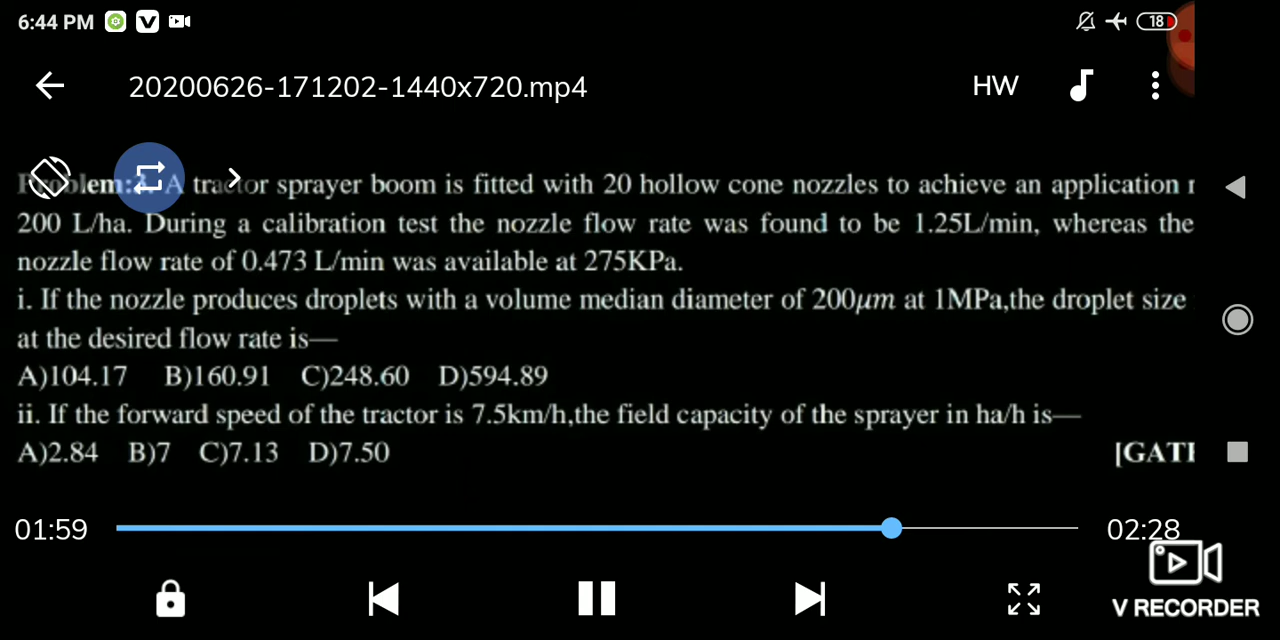 6:44 PM
18
20200626-171202-1440x720.mp4
HW
Problem: A tractor sprayer boom is fitted with 20 hollow cone nozzles to achieve an application
200 L/ha. During a calibration test the nozzle flow rate was found to be 1.25L/min, whereas the
nozzle flow rate of 0.473 L/min was available at 275KPa.
i. If the nozzle produces droplets with a volume median diameter of 200μm at 1MPa,the droplet size
at the desired flow rate is—
A)104.17 B)160.91 C)248.60 D)594.89
ii. If the forward speed of the tractor is 7.5km/h,the field capacity of the sprayer in ha/h is—
A)2.84 B)7 C)7.13 D)7.50
[GATE
01:59
02:28
V RECORDER